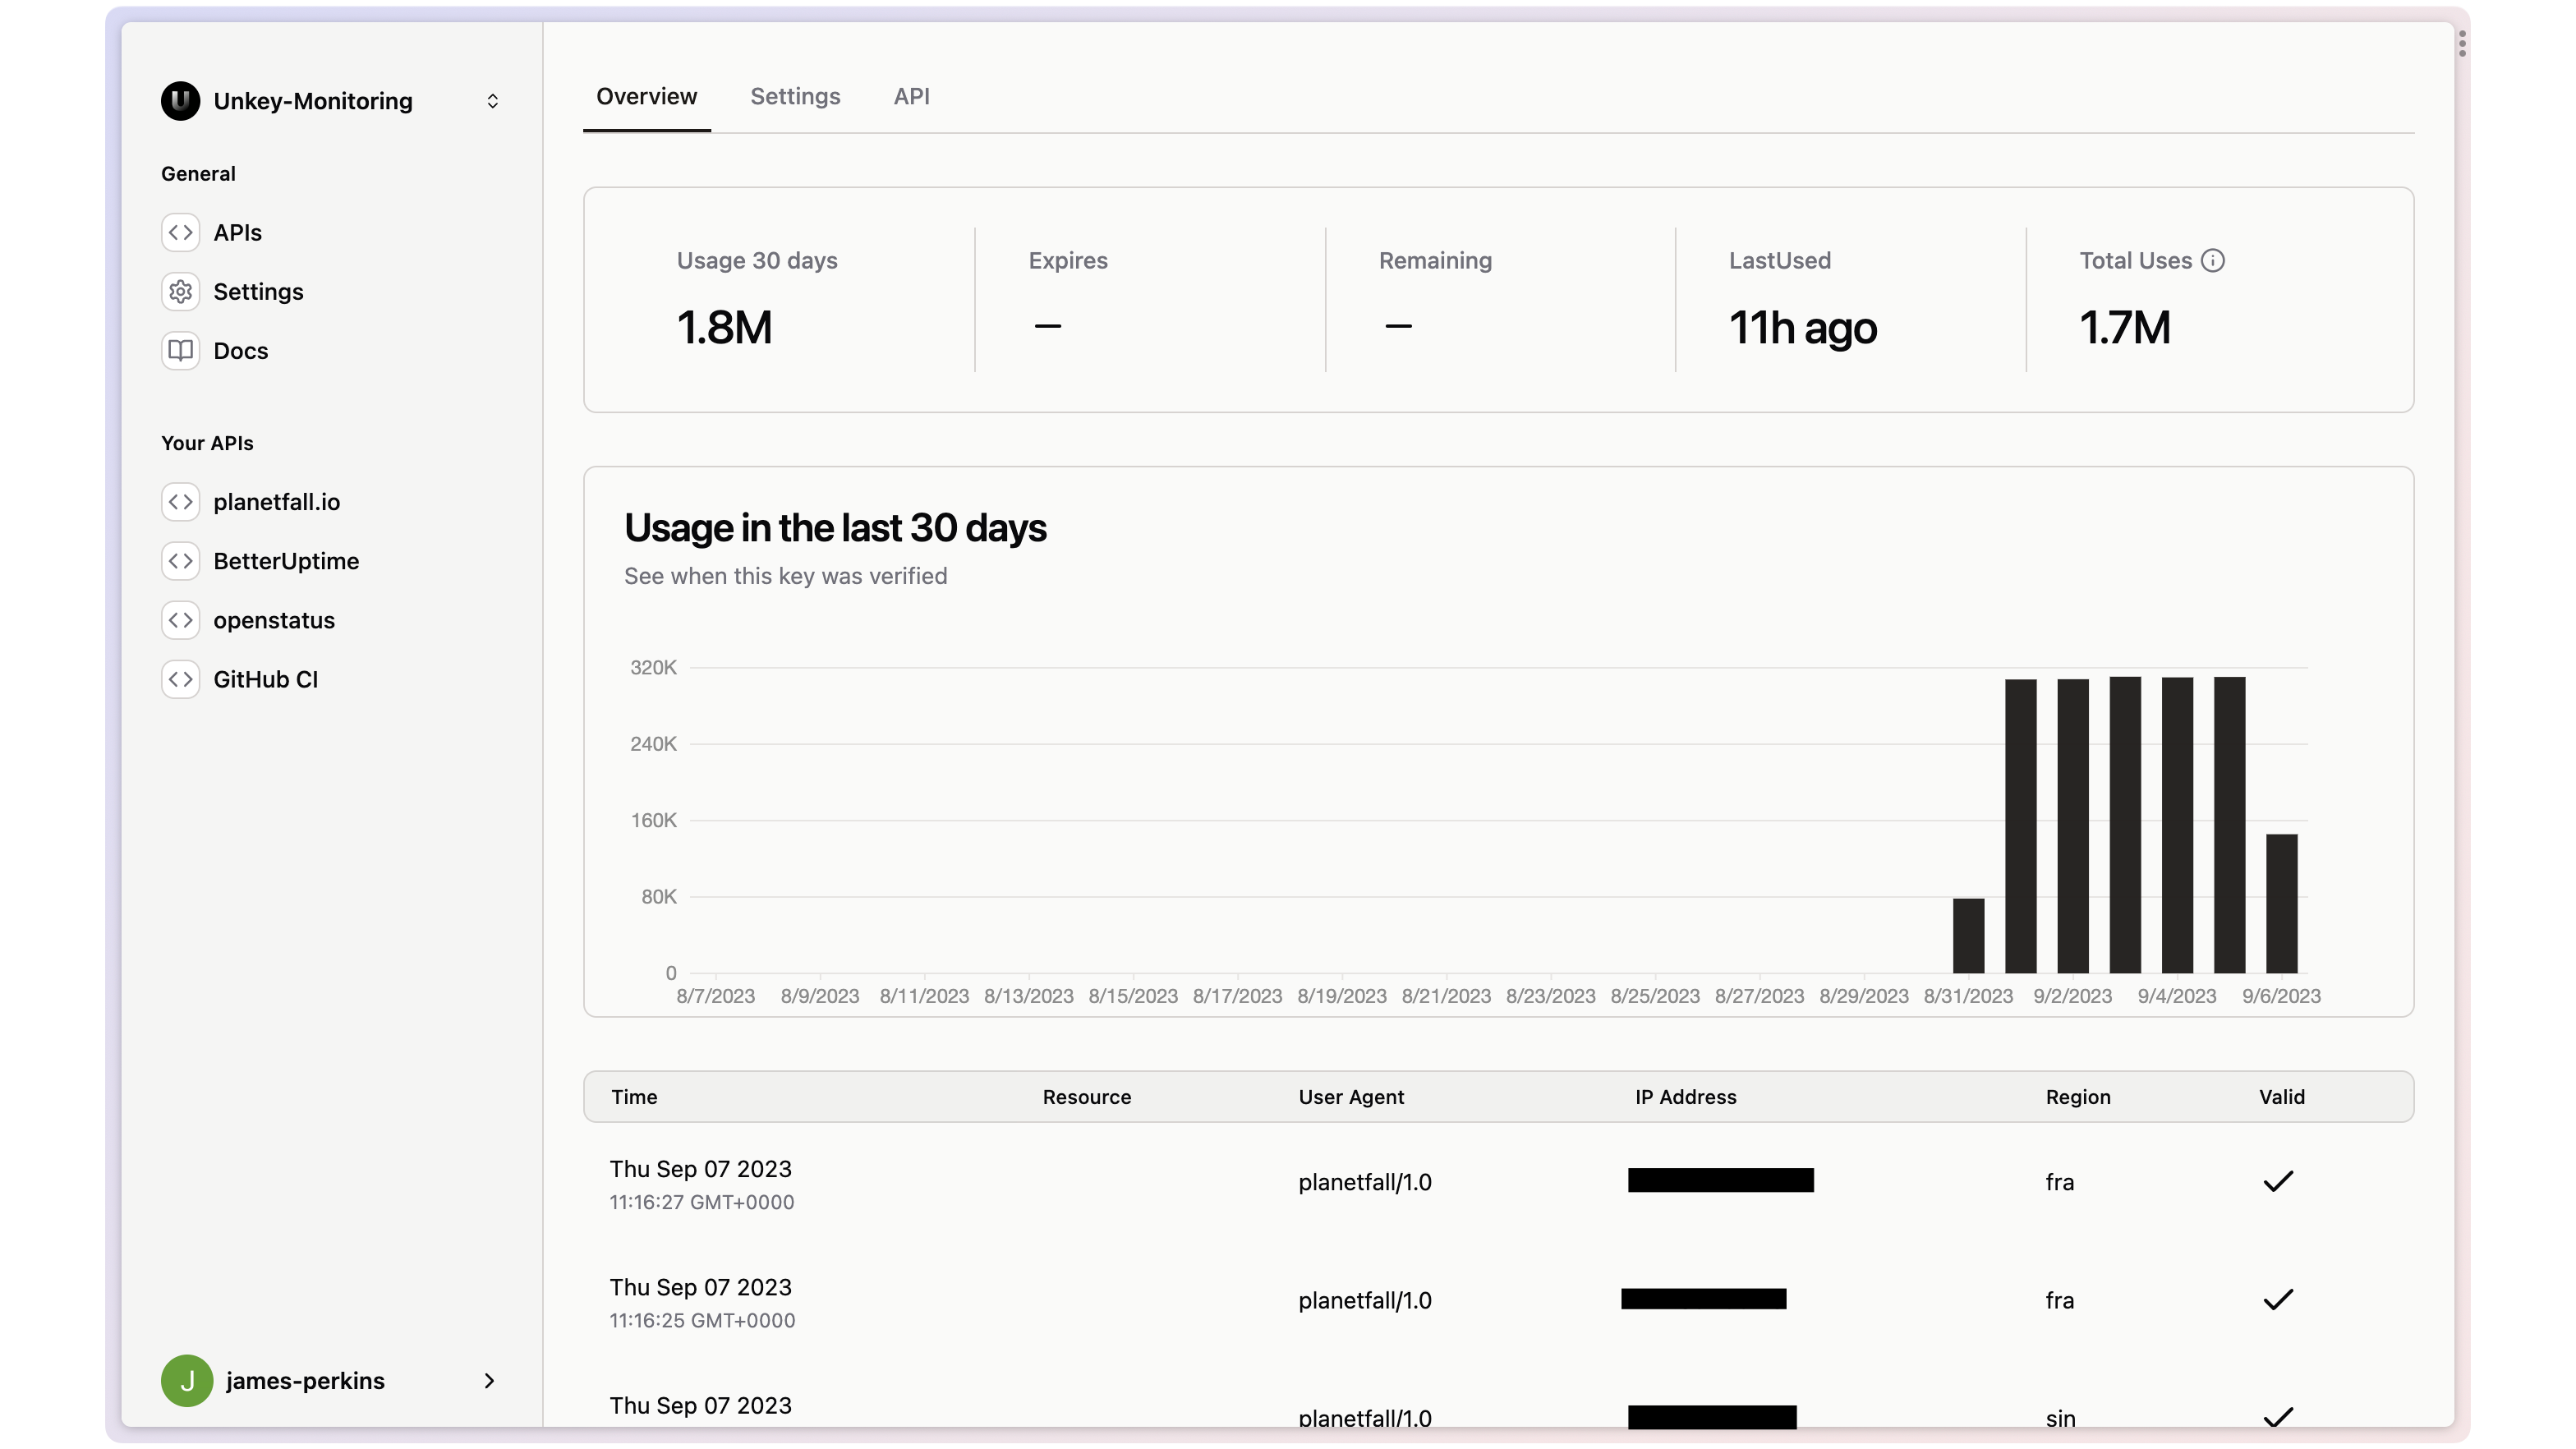 U
Unkey-Monitoring
General
APIs
Settings
Docs
Your APIs
planetfall.io
BetterUptime
openstatus
GitHub CI
J
james-perkins
Overview Settings API
Usage 30 days Expires Remaining LastUsed Total Uses
1.8M — — 11h ago 1.7M
Usage in the last 30 days
See when this key was verified
320K
240K
160K
80K
0
8/7/2023 8/9/2023 8/11/2023 8/13/2023 8/15/2023 8/17/2023 8/19/2023 8/21/2023 8/23/2023 8/25/2023 8/27/2023 8/29/2023 8/31/2023 9/2/2023 9/4/2023 9/6/2023
Time Resource User Agent IP Address Region Valid
Thu Sep 07 2023
11:16:27 GMT+0000
planetfall/1.0 fra
Thu Sep 07 2023
11:16:25 GMT+0000
planetfall/1.0 fra
Thu Sep 07 2023
planetfall/1.0 sin